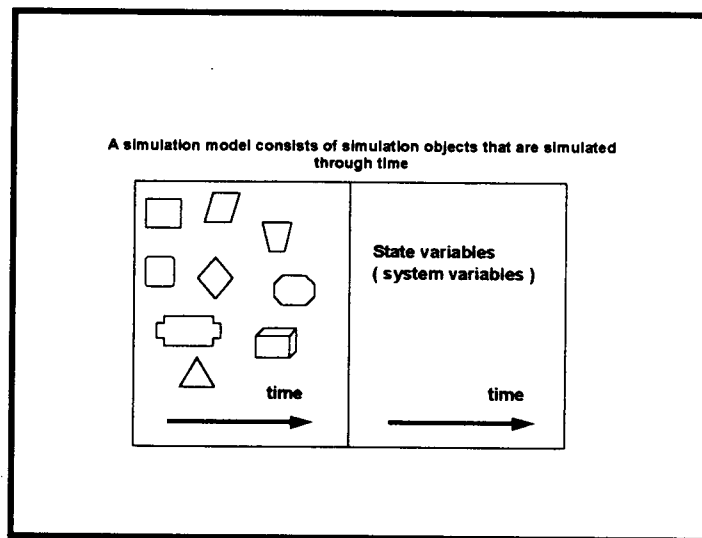 A simulation model consists of simulation objects that are simulated
through time
State variables
( system variables )
time
time